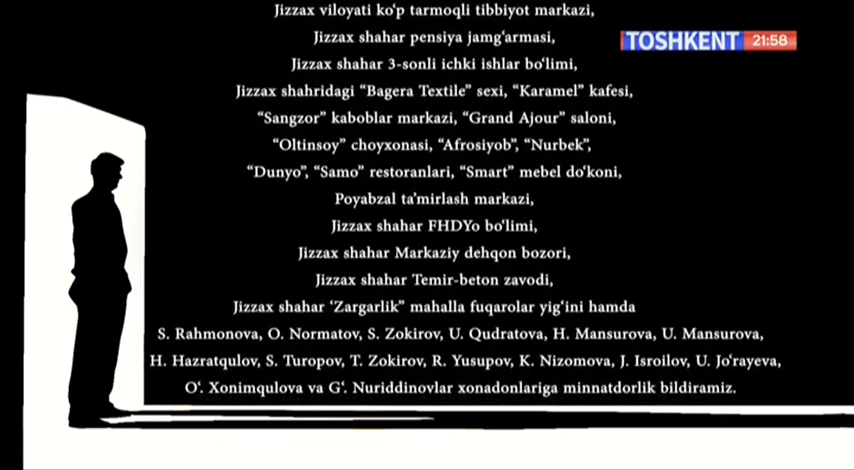 Jizzax viloyati ko‘p tarmoqli tibbiyot markazi,
Jizzax shahar pensiya jamg‘armasi,
TOSHKENT 21:58
Jizzax shahar 3-sonli ichki ishlar bo‘limi,
Jizzax shahridagi “Bagera Textile” sexi, “Karamel” kafesi,
“Sangzor” kaboblar markazi, “Grand Ajour” saloni,
“Oltinsoy” choyxonasi, “Afrosiyob”, “Nurbek”,
“Dunyo”, “Samo” restoranlari, “Smart” mebel do‘koni,
Poyabzal ta’mirlash markazi,
Jizzax shahar FHDYo bo‘limi,
Jizzax shahar Markaziy dehqon bozori,
Jizzax shahar Temir-beton zavodi,
Jizzax shahar ‘Zargarlik” mahalla fuqarolar yig‘ini hamda
S. Rahmonova, O. Normatov, S. Zokirov, U. Qudratova, H. Mansurova, U. Mansurova,
H. Hazratqulov, S. Turopov, T. Zokirov, R. Yusupov, K. Nizomova, J. Isroilov, U. Jo‘rayeva,
O‘. Xonimqulova va G‘. Nuriddinovlar xonadonlariga minnatdorlik bildiramiz.